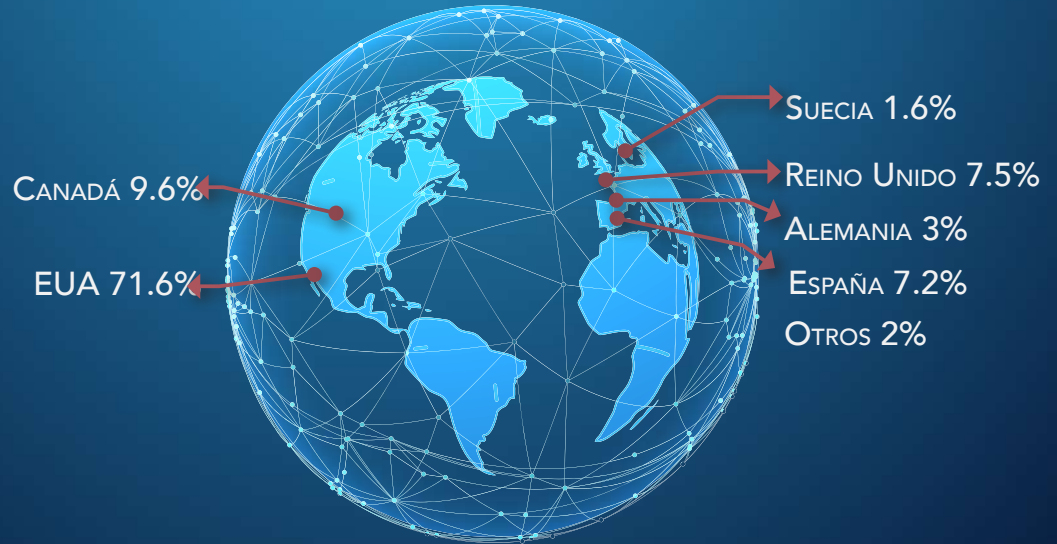 Canadá 9.6%
EUA 71.6%
Suecia 1.6%
Reino Unido 7.5%
Alemania 3%
España 7.2%
Otros 2%